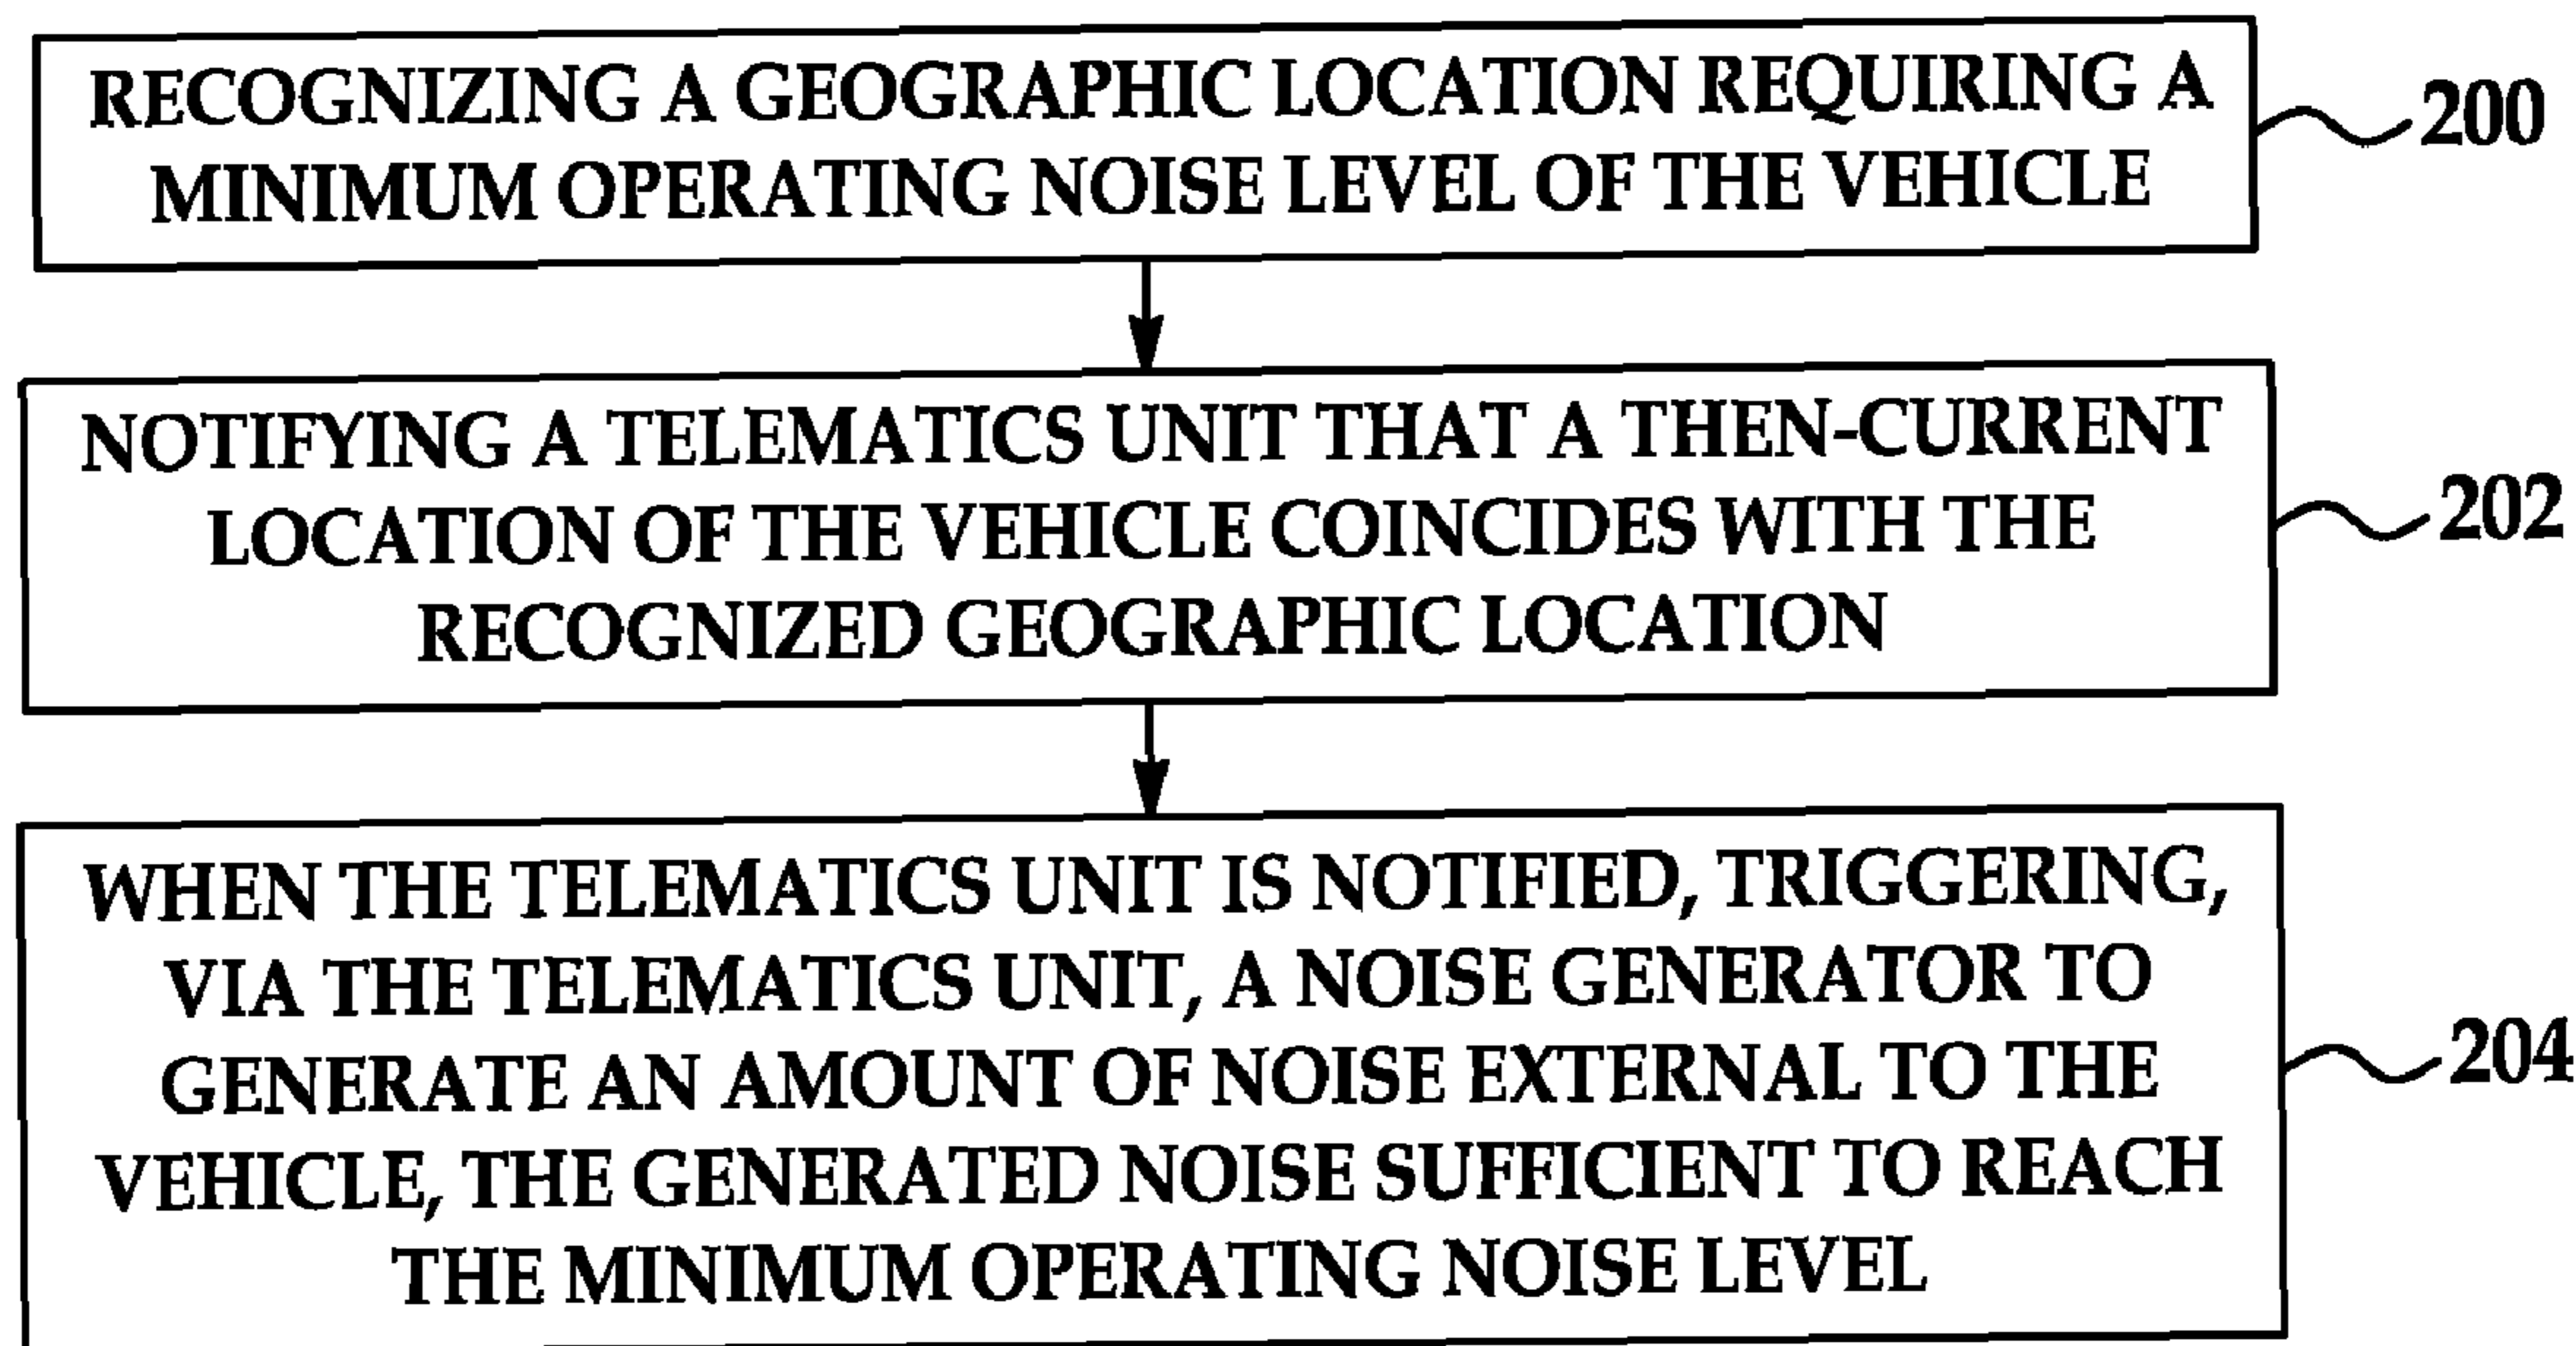 RECOGNIZING A GEOGRAPHIC LOCATION REQUIRING A
MINIMUM OPERATING NOISE LEVEL OF THE VEHICLE
200
NOTIFYING A TELEMATICS UNIT THAT A THEN-CURRENT
LOCATION OF THE VEHICLE COINCIDES WITH THE
RECOGNIZED GEOGRAPHIC LOCATION
202
WHEN THE TELEMATICS UNIT IS NOTIFIED, TRIGGERING,
VIA THE TELEMATICS UNIT, A NOISE GENERATOR TO
GENERATE AN AMOUNT OF NOISE EXTERNAL TO THE
VEHICLE, THE GENERATED NOISE SUFFICIENT TO REACH
THE MINIMUM OPERATING NOISE LEVEL
204